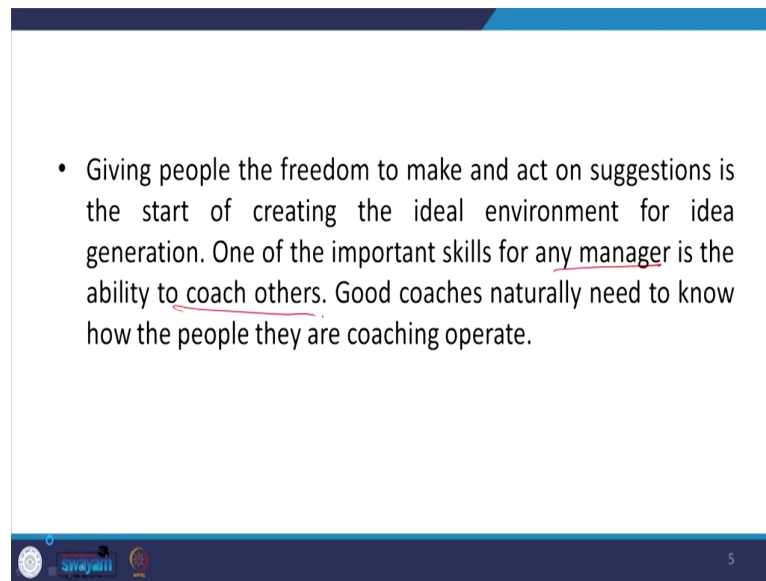 • Giving people the freedom to make and act on suggestions is
the start of creating the ideal environment for idea
generation. One of the important skills for any manager is the
ability to coach others. Good coaches naturally need to know
how the people they are coaching operate.
swayam
5